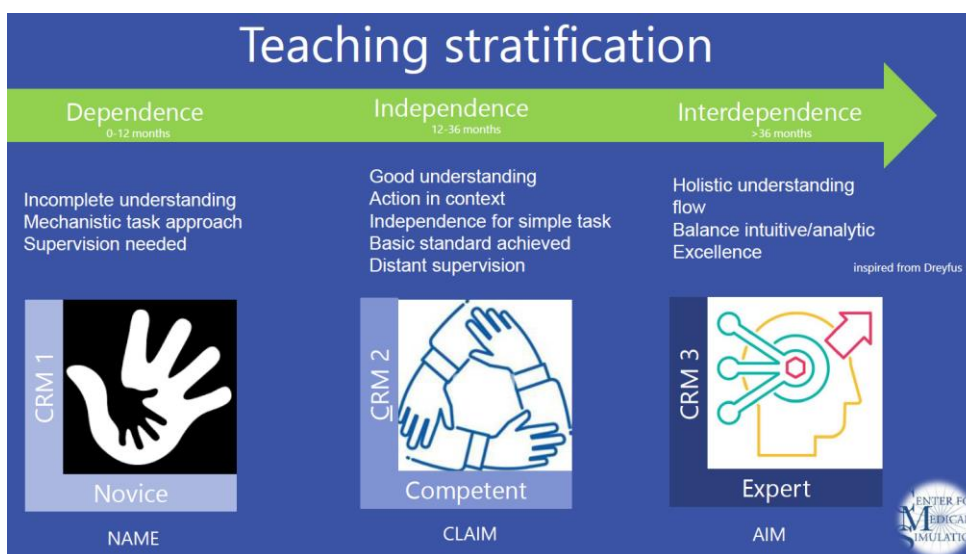 Teaching stratification
Dependence
0-12 months
Independence
12-36 months
Interdependence
>36 months
Incomplete understanding
Mechanistic task approach
Supervision needed
Good understanding
Action in context
Independence for simple task
Basic standard achieved
Distant supervision
Holistic understanding
flow
Balance intuitive/analytic
Excellence
inspired from Dreyfus
CRM 1
Novice
NAME
CRM 2
Competent
CLAIM
CRM 3
Expert
AIM